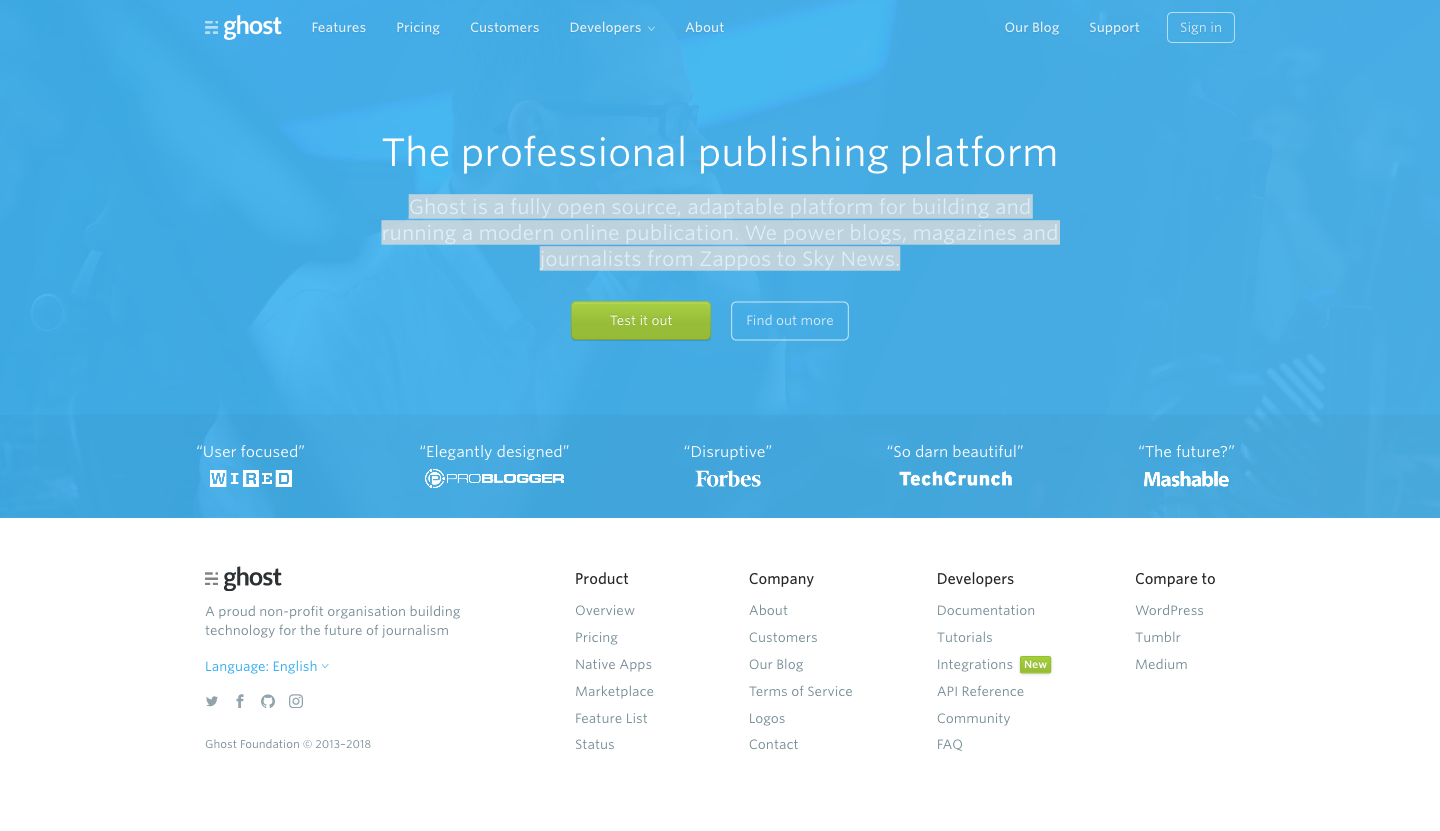 ghost Features Pricing Customers Developers About Our Blog Support Sign in
The professional publishing platform
Ghost is a fully open source, adaptable platform for building and
running a modern online publication. We power blogs, magazines and
journalists from Zappos to Sky News.
Test it out Find out more
“User focused” “Elegantly designed” “Disruptive” “So darn beautiful” “The future?”
WIRED PROBLOGGER Forbes TechCrunch Mashable
ghost
A proud non-profit organisation building
technology for the future of journalism
Language: English
Ghost Foundation © 2013–2018
Product
Overview
Pricing
Native Apps
Marketplace
Feature List
Status
Company
About
Customers
Our Blog
Terms of Service
Logos
Contact
Developers
Documentation
Tutorials
Integrations New
API Reference
Community
FAQ
Compare to
WordPress
Tumblr
Medium